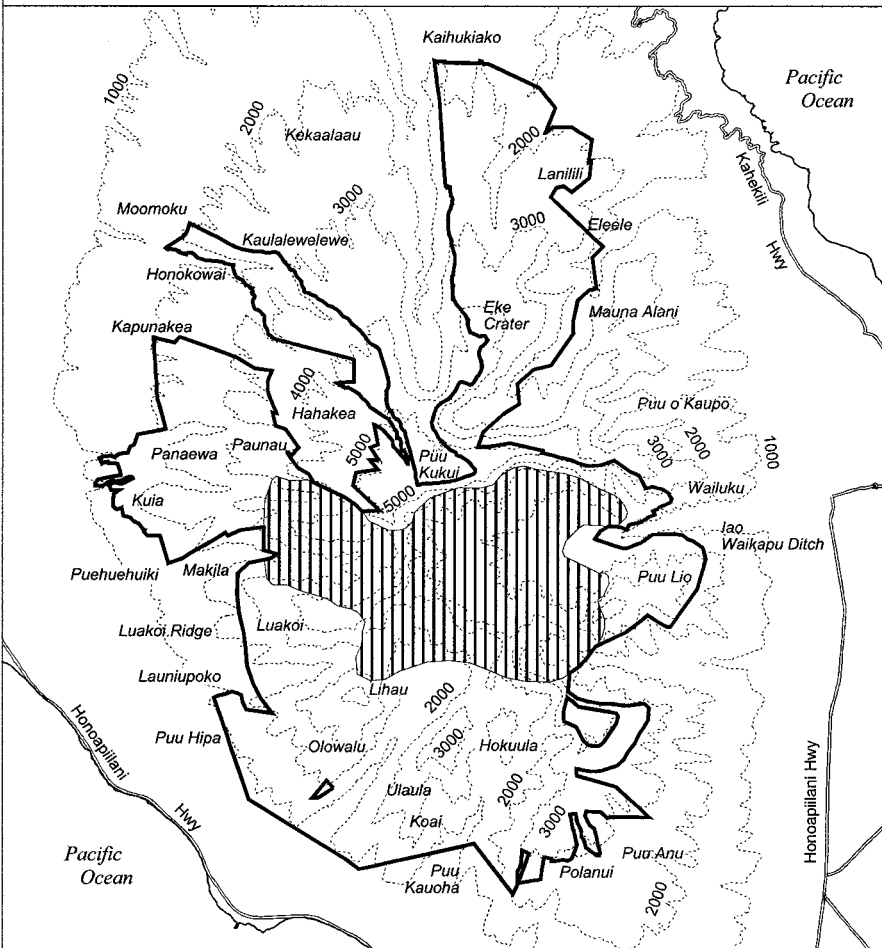 Kaihukiako
Pacific
Ocean
1000
2000
Kekaalaau
2000
Kahekili
Hwy
Lanilili
3000
Moomoku
Kaulalewelewe
3000
Eleele
Honokowai
Eke
Crater
Mauna Alani
Kapunakea
4000
Hahakea
Puu o Kaupo
Panaewa
Paunau
5000
Puu
Kukui
3000
2000
1000
Kuia
5000
Wailuku
Iao
Waikapu Ditch
Puehuehuiki
Makila
Puu Lio
Luakoi Ridge
Luakoi
Launiupoko
Lihau
2000
Honoapiilani
Hwy
Puu Hipa
Olowalu
3000
Hokuula
Ulaula
2000
Honoapiilani Hwy
Koai
3000
Pacific
Ocean
Puu
Kauoha
Polanui
Puu Anu
2000